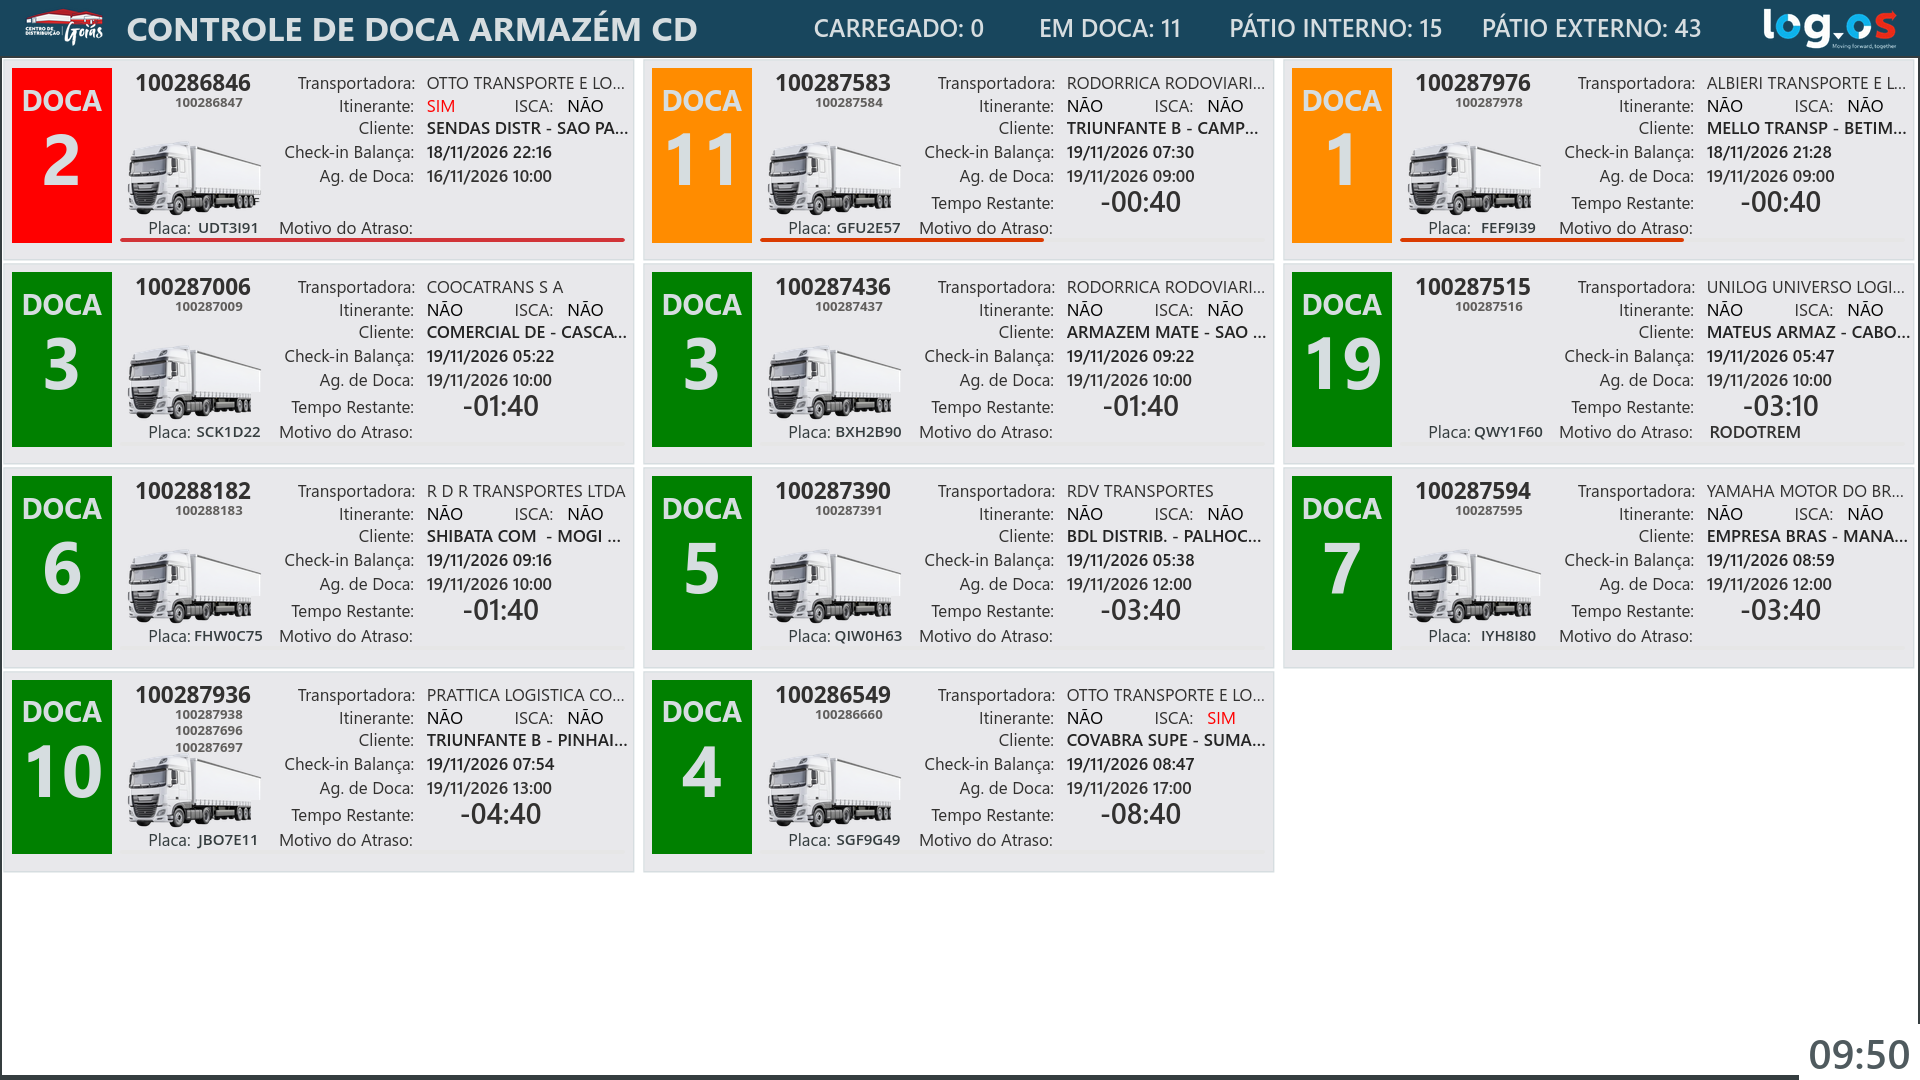 CENTRO DE DISTRIBUIÇÃO Goiás
CONTROLE DE DOCA ARMAZÉM CD
CARREGADO: 0
EM DOCA: 11
PÁTIO INTERNO: 15
PÁTIO EXTERNO: 43
log.os
Moving forward, together
DOCA
2
100286846
100286847
Transportadora: OTTO TRANSPORTE E LO...
Itinerante: SIM ISCA: NÃO
Cliente: SENDAS DISTR - SAO PA...
Check-in Balança: 18/11/2026 22:16
Ag. de Doca: 16/11/2026 10:00
Placa: UDT3I91 Motivo do Atraso:
DOCA
11
100287583
100287584
Transportadora: RODORRICA RODOVIARI...
Itinerante: NÃO ISCA: NÃO
Cliente: TRIUNFANTE B - CAMP...
Check-in Balança: 19/11/2026 07:30
Ag. de Doca: 19/11/2026 09:00
Tempo Restante: -00:40
Placa: GFU2E57 Motivo do Atraso:
DOCA
1
100287976
100287978
Transportadora: ALBIERI TRANSPORTE E L...
Itinerante: NÃO ISCA: NÃO
Cliente: MELLO TRANSP - BETIM...
Check-in Balança: 18/11/2026 21:28
Ag. de Doca: 19/11/2026 09:00
Tempo Restante: -00:40
Placa: FEF9I39 Motivo do Atraso:
DOCA
3
100287006
100287009
Transportadora: COOCATRANS S A
Itinerante: NÃO ISCA: NÃO
Cliente: COMERCIAL DE - CASCA...
Check-in Balança: 19/11/2026 05:22
Ag. de Doca: 19/11/2026 10:00
Tempo Restante: -01:40
Placa: SCK1D22 Motivo do Atraso:
DOCA
3
100287436
100287437
Transportadora: RODORRICA RODOVIARI...
Itinerante: NÃO ISCA: NÃO
Cliente: ARMAZEM MATE - SAO ...
Check-in Balança: 19/11/2026 09:22
Ag. de Doca: 19/11/2026 10:00
Tempo Restante: -01:40
Placa: BXH2B90 Motivo do Atraso:
DOCA
19
100287515
100287516
Transportadora: UNILOG UNIVERSO LOGI...
Itinerante: NÃO ISCA: NÃO
Cliente: MATEUS ARMAZ - CABO...
Check-in Balança: 19/11/2026 05:47
Ag. de Doca: 19/11/2026 10:00
Tempo Restante: -03:10
Placa: QWY1F60 Motivo do Atraso: RODOTREM
DOCA
6
100288182
100288183
Transportadora: R D R TRANSPORTES LTDA
Itinerante: NÃO ISCA: NÃO
Cliente: SHIBATA COM - MOGI ...
Check-in Balança: 19/11/2026 09:16
Ag. de Doca: 19/11/2026 10:00
Tempo Restante: -01:40
Placa: FHW0C75 Motivo do Atraso:
DOCA
5
100287390
100287391
Transportadora: RDV TRANSPORTES
Itinerante: NÃO ISCA: NÃO
Cliente: BDL DISTRIB. - PALHOC...
Check-in Balança: 19/11/2026 05:38
Ag. de Doca: 19/11/2026 12:00
Tempo Restante: -03:40
Placa: QIW0H63 Motivo do Atraso:
DOCA
7
100287594
100287595
Transportadora: YAMAHA MOTOR DO BR...
Itinerante: NÃO ISCA: NÃO
Cliente: EMPRESA BRAS - MANA...
Check-in Balança: 19/11/2026 08:59
Ag. de Doca: 19/11/2026 12:00
Tempo Restante: -03:40
Placa: IYH8I80 Motivo do Atraso:
DOCA
10
100287936
100287938
100287696
100287697
Transportadora: PRATTICA LOGISTICA CO...
Itinerante: NÃO ISCA: NÃO
Cliente: TRIUNFANTE B - PINHAI...
Check-in Balança: 19/11/2026 07:54
Ag. de Doca: 19/11/2026 13:00
Tempo Restante: -04:40
Placa: JBO7E11 Motivo do Atraso:
DOCA
4
100286549
100286660
Transportadora: OTTO TRANSPORTE E LO...
Itinerante: NÃO ISCA: SIM
Cliente: COVABRA SUPE - SUMA...
Check-in Balança: 19/11/2026 08:47
Ag. de Doca: 19/11/2026 17:00
Tempo Restante: -08:40
Placa: SGF9G49 Motivo do Atraso:
09:50